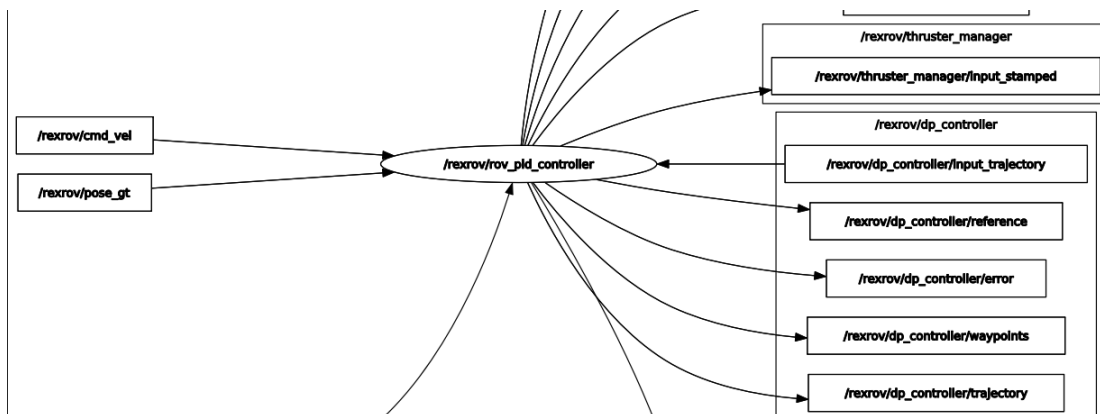 /rexrov/thruster_manager
/rexrov/thruster_manager/input_stamped
/rexrov/cmd_vel
/rexrov/dp_controller
/rexrov/rov_pid_controller
/rexrov/dp_controller/input_trajectory
/rexrov/pose_gt
/rexrov/dp_controller/reference
/rexrov/dp_controller/error
/rexrov/dp_controller/waypoints
/rexrov/dp_controller/trajectory